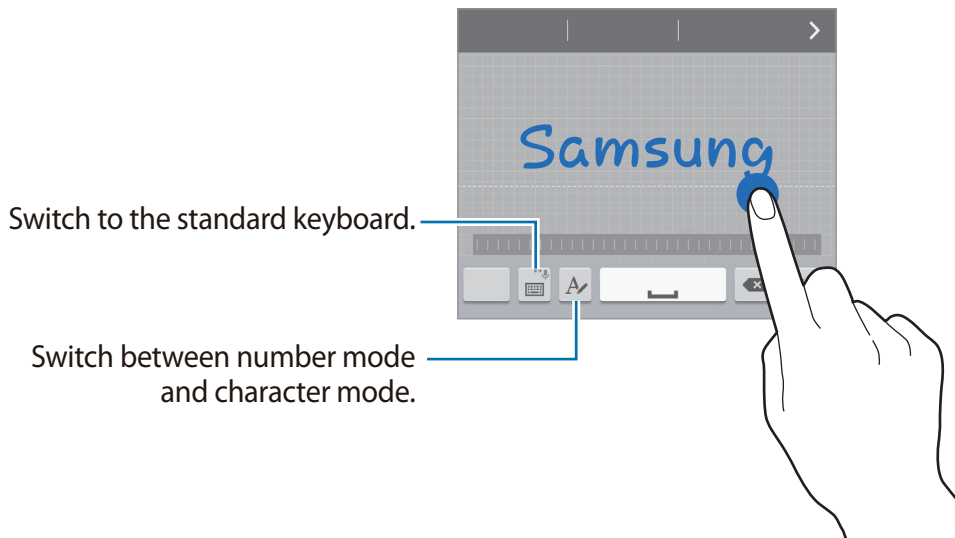 Samsung
Switch to the standard keyboard.
A
Switch between number mode
and character mode.